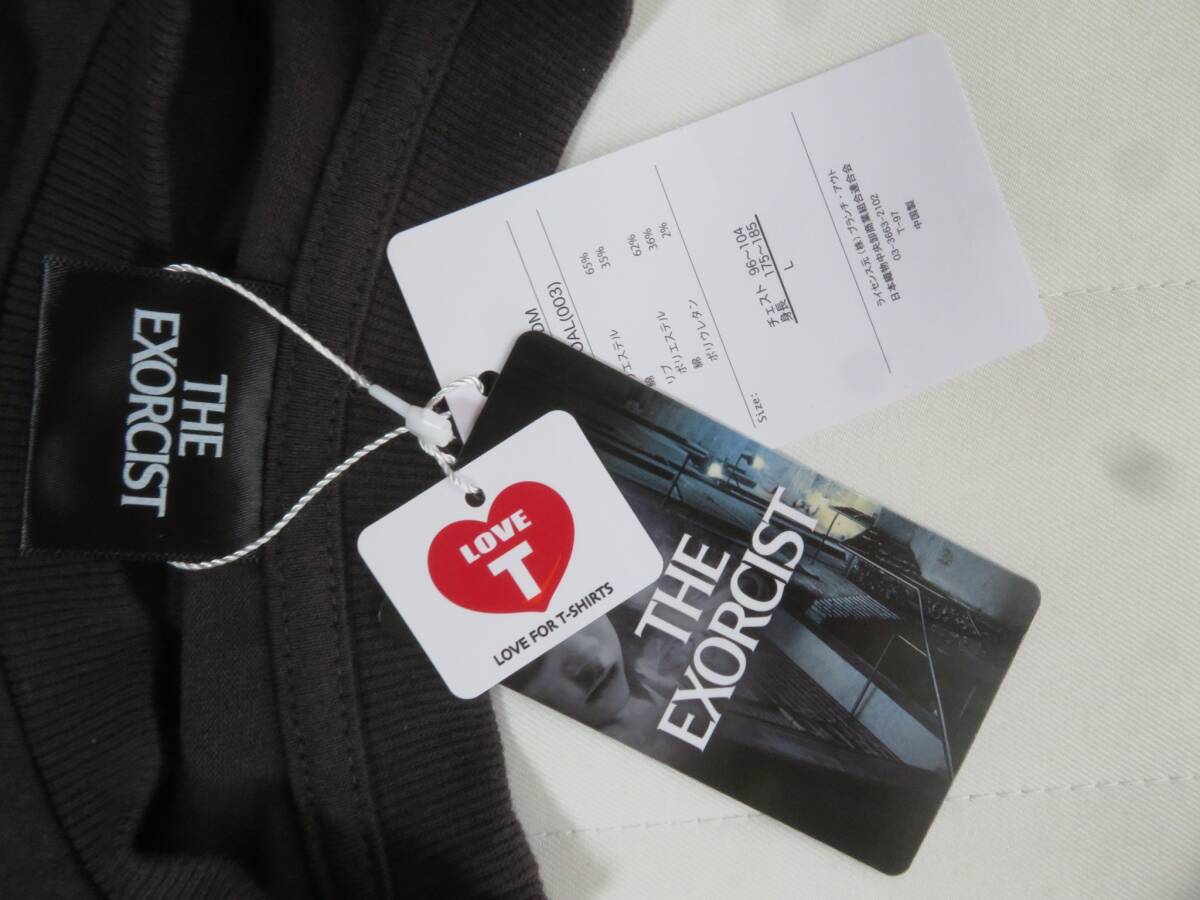 THE
EXORCIST
LOVE
T
LOVE FOR T-SHIRTS
THE
EXORCIST
OAL(003)
65%
エステル 35%
リブ
ポリエステル 62%
綿 36%
ポリウレタン 2%
Size:
チェスト 96~104
身長 175~185
L
ライセンス元(株)ブランチ・アウト
日本織物中央卸商業組合連合会
03-3663-2102
T-97
中国製